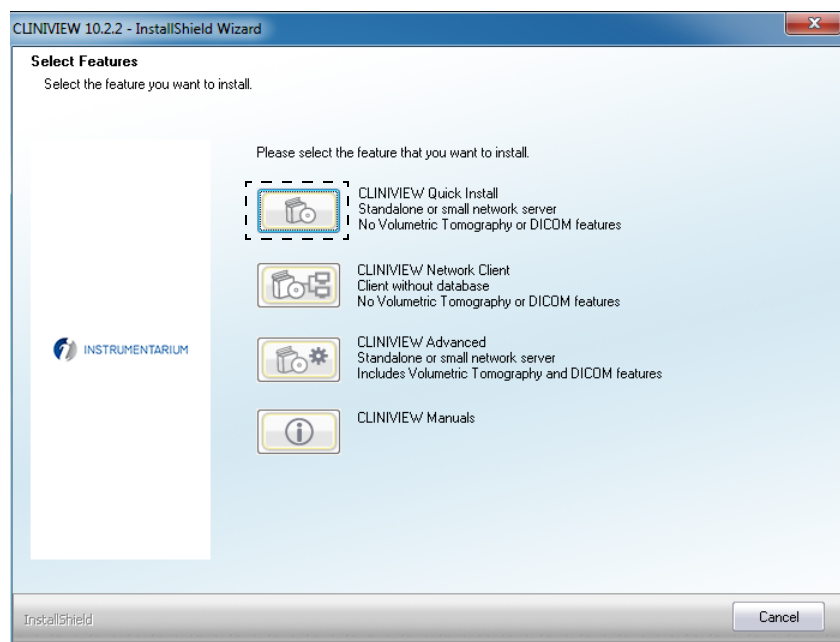 CLINIVIEW 10.2.2 - InstallShield Wizard
Select Features
Select the feature you want to install.
Please select the feature that you want to install.
CLINIVIEW Quick Install
Standalone or small network server
No Volumetric Tomography or DICOM features
CLINIVIEW Network Client
Client without database
No Volumetric Tomography or DICOM features
INSTRUMENTARIUM
CLINIVIEW Advanced
Standalone or small network server
Includes Volumetric Tomography and DICOM features
CLINIVIEW Manuals
InstallShield
Cancel